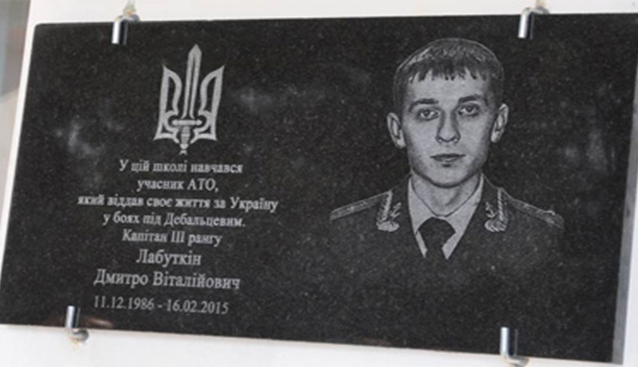 У цій школі навчався
учасник АТО,
який віддав своє життя за Україну
у боях під Дебальцевим.
Капітан III рангу
Лабуткін
Дмитро Віталійович
11.12.1986 - 16.02.2015